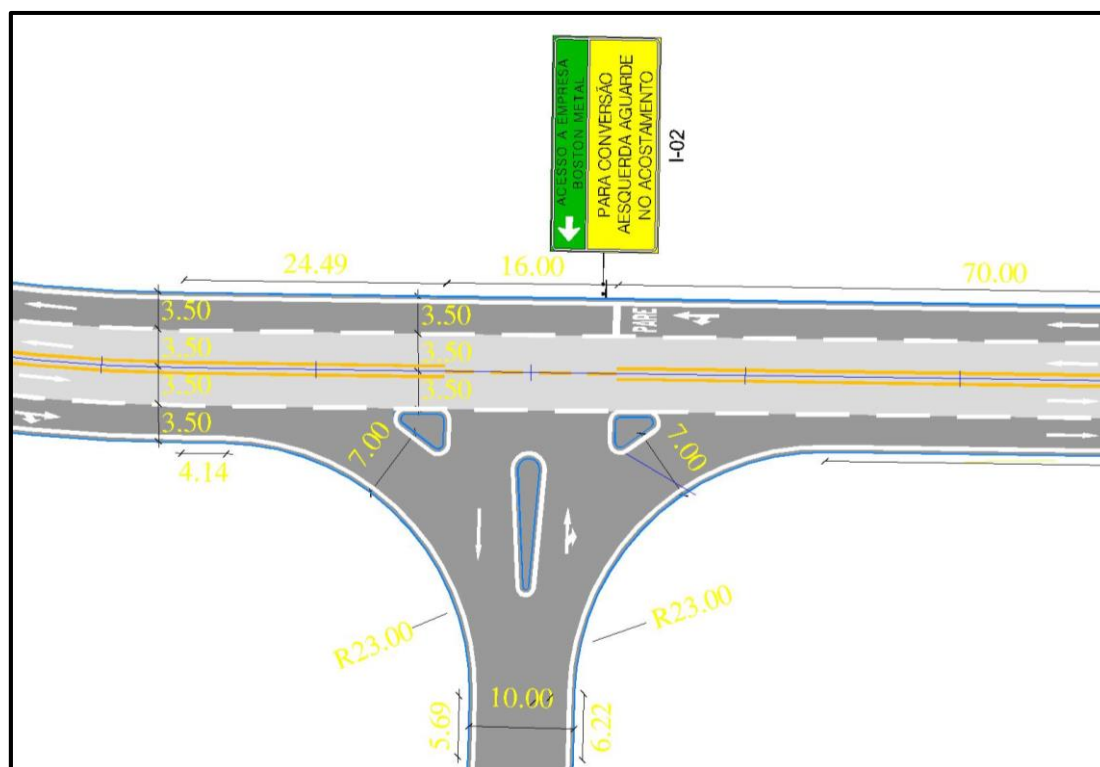 ACESSO A EMPRESA
BOSTON METAL
PARA CONVERSÃO
AESQUERDA AGUARDE
NO ACOSTAMENTO
I-02
24.49
16.00
70.00
3.50
3.50
3.50
3.50
3.50
3.50
3.50
PARE
4.14
7.00
7.00
R23.00
R23.00
5.69
10.00
6.22